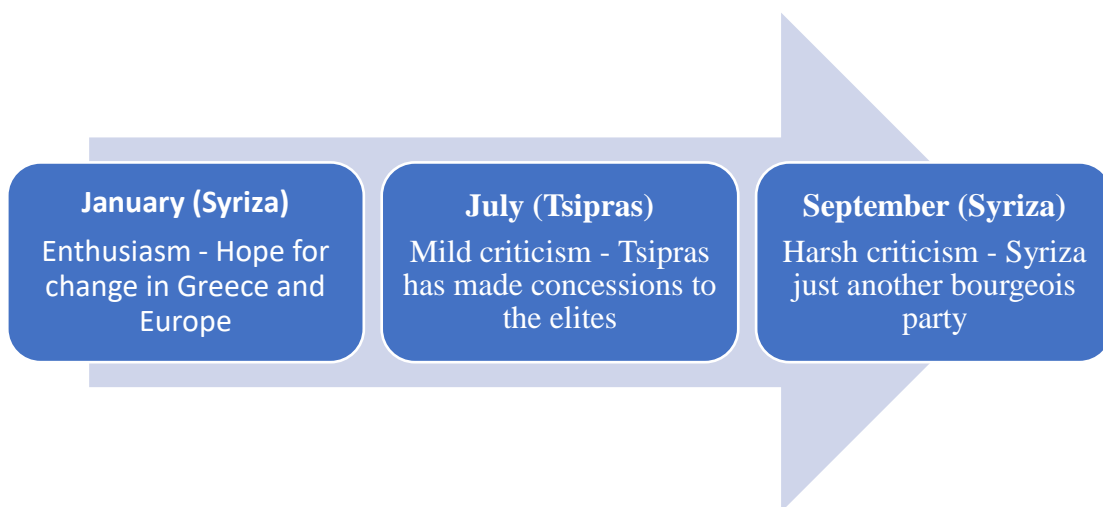 January (Syriza)
Enthusiasm - Hope for
change in Greece and
Europe
July (Tsipras)
Mild criticism - Tsipras
has made concessions to
the elites
September (Syriza)
Harsh criticism - Syriza
just another bourgeois
party